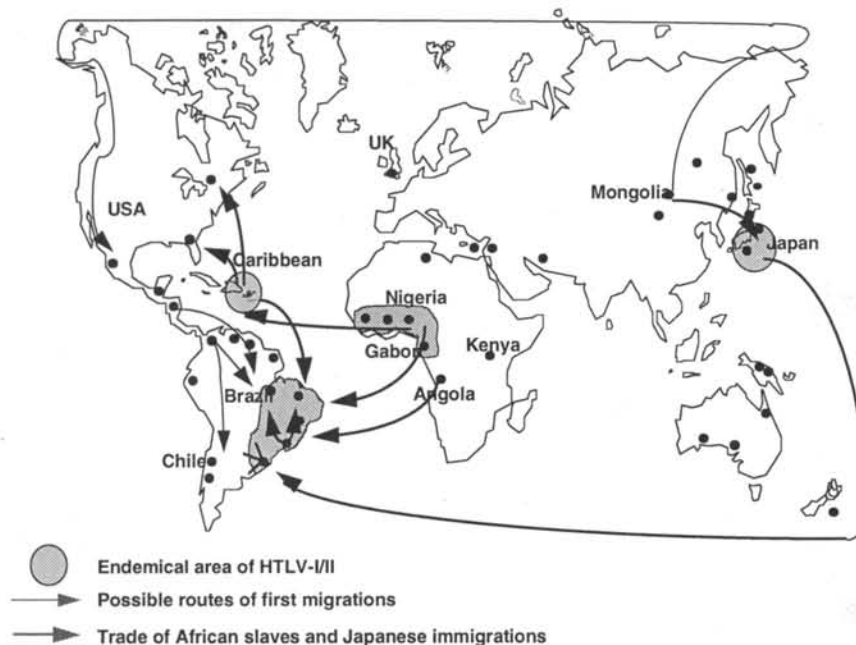 UK
Mongolia
USA
Japan
Caribbean
Nigeria
Gabon
Kenya
Brazil
Angola
Chile
Endemical area of HTLV-I/II
Possible routes of first migrations
Trade of African slaves and Japanese immigrations